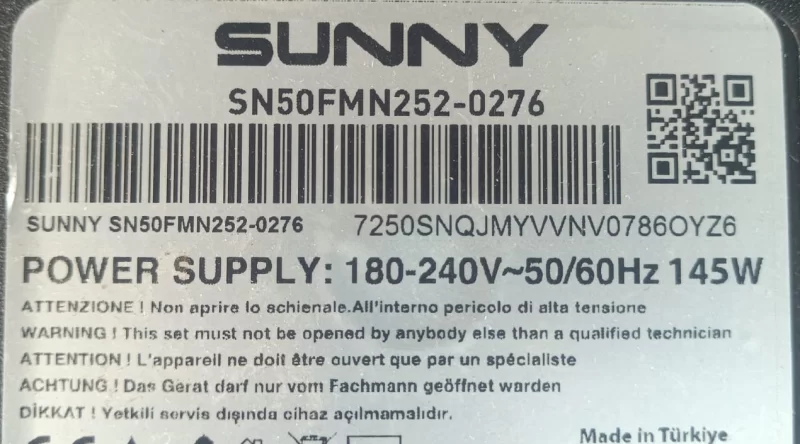 SUNNY
SN50FMN252-0276
SUNNY SN50FMN252-0276 7250SNQJMYVVNV0786OYZ6
POWER SUPPLY: 180-240V~50/60Hz 145W
ATTENZIONE ! Non aprire lo schienale.All'interno pericolo di alta tensione
WARNING ! This set must not be opened by anybody else than a qualified technician
ATTENTION ! L'appareil ne doit être ouvert que par un spécialiste
ACHTUNG ! Das Gerat darf nur vom Fachmann geöffnet warden
DİKKAT ! Yetkili servis dışında cihaz açılmamalıdır.
Made in Türkiye